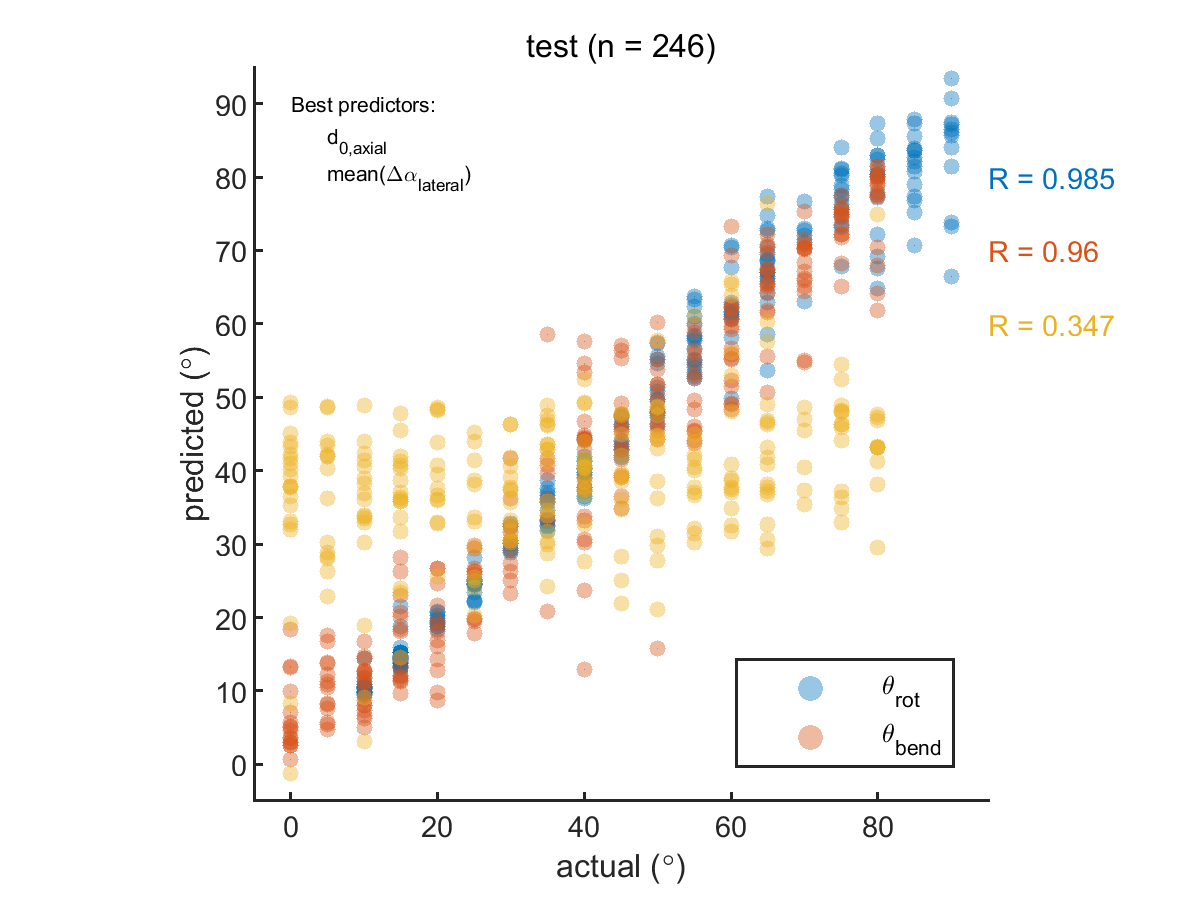 test (n = 246)
Best predictors:
d0,axial
mean(Δαlateral)
90
80
70
60
50
40
30
20
10
0
predicted (°)
0 20 40 60 80
actual (°)
R = 0.985
R = 0.96
R = 0.347
θrot
θbend